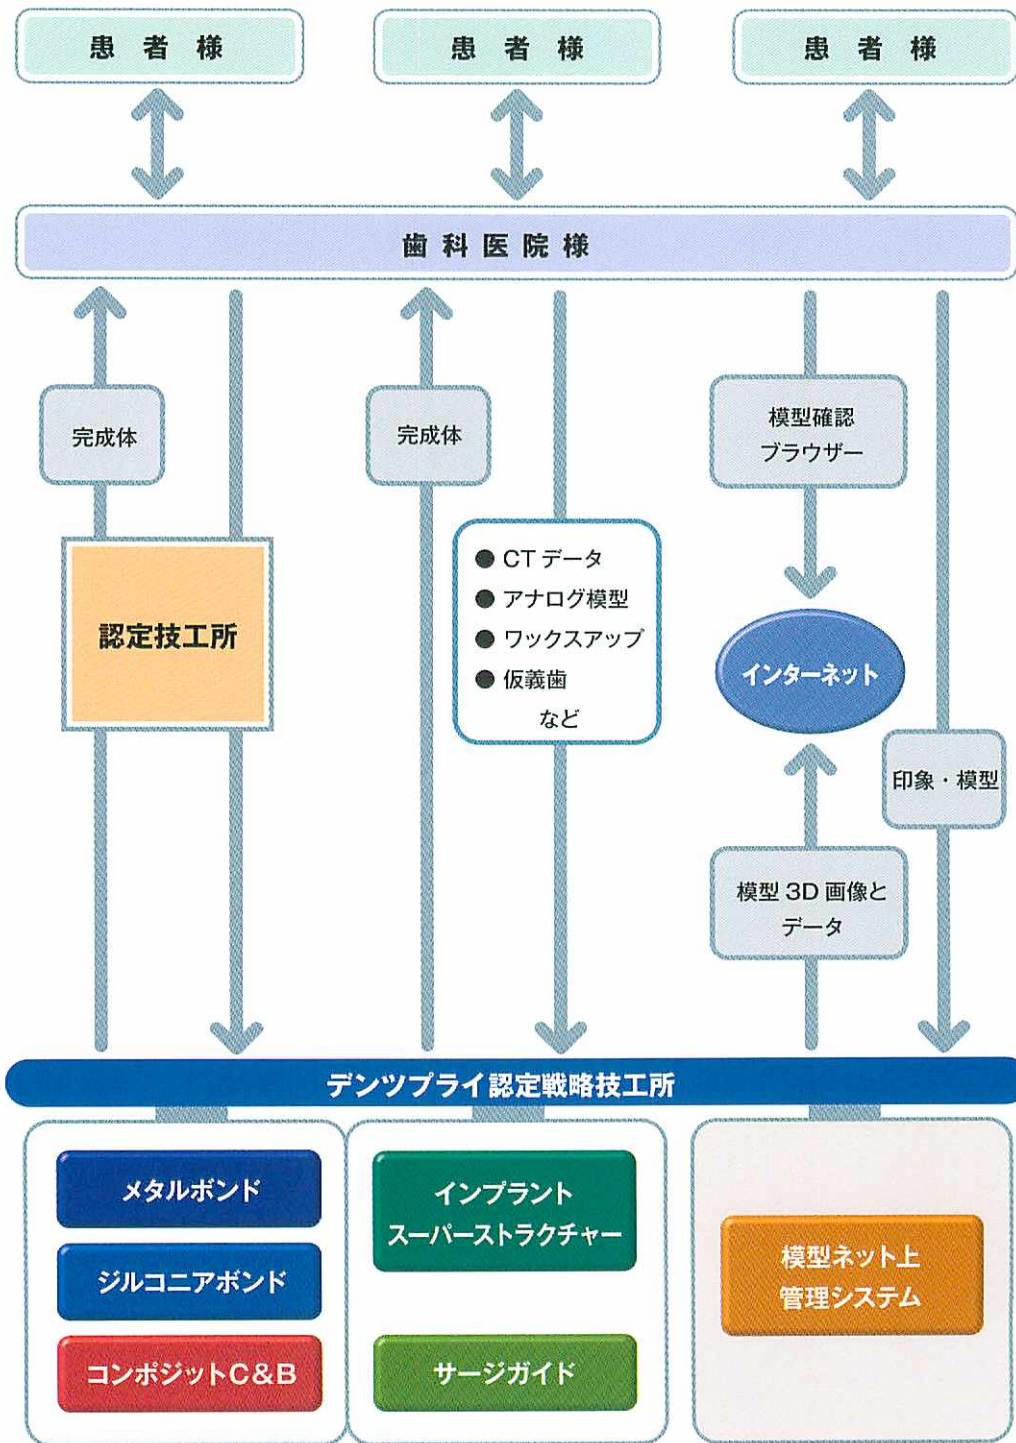 患者様
患者様
患者様
歯科医院様
完成体
完成体
模型確認
ブラウザー
認定技工所
● CT データ
● アナログ模型
● ワックスアップ
● 仮義歯
など
インターネット
印象・模型
模型 3D 画像と
データ
デンツプライ認定戦略技工所
メタルボンド
ジルコニアボンド
コンポジットC&B
インプラント
スーパーストラクチャー
サージガイド
模型ネット上
管理システム